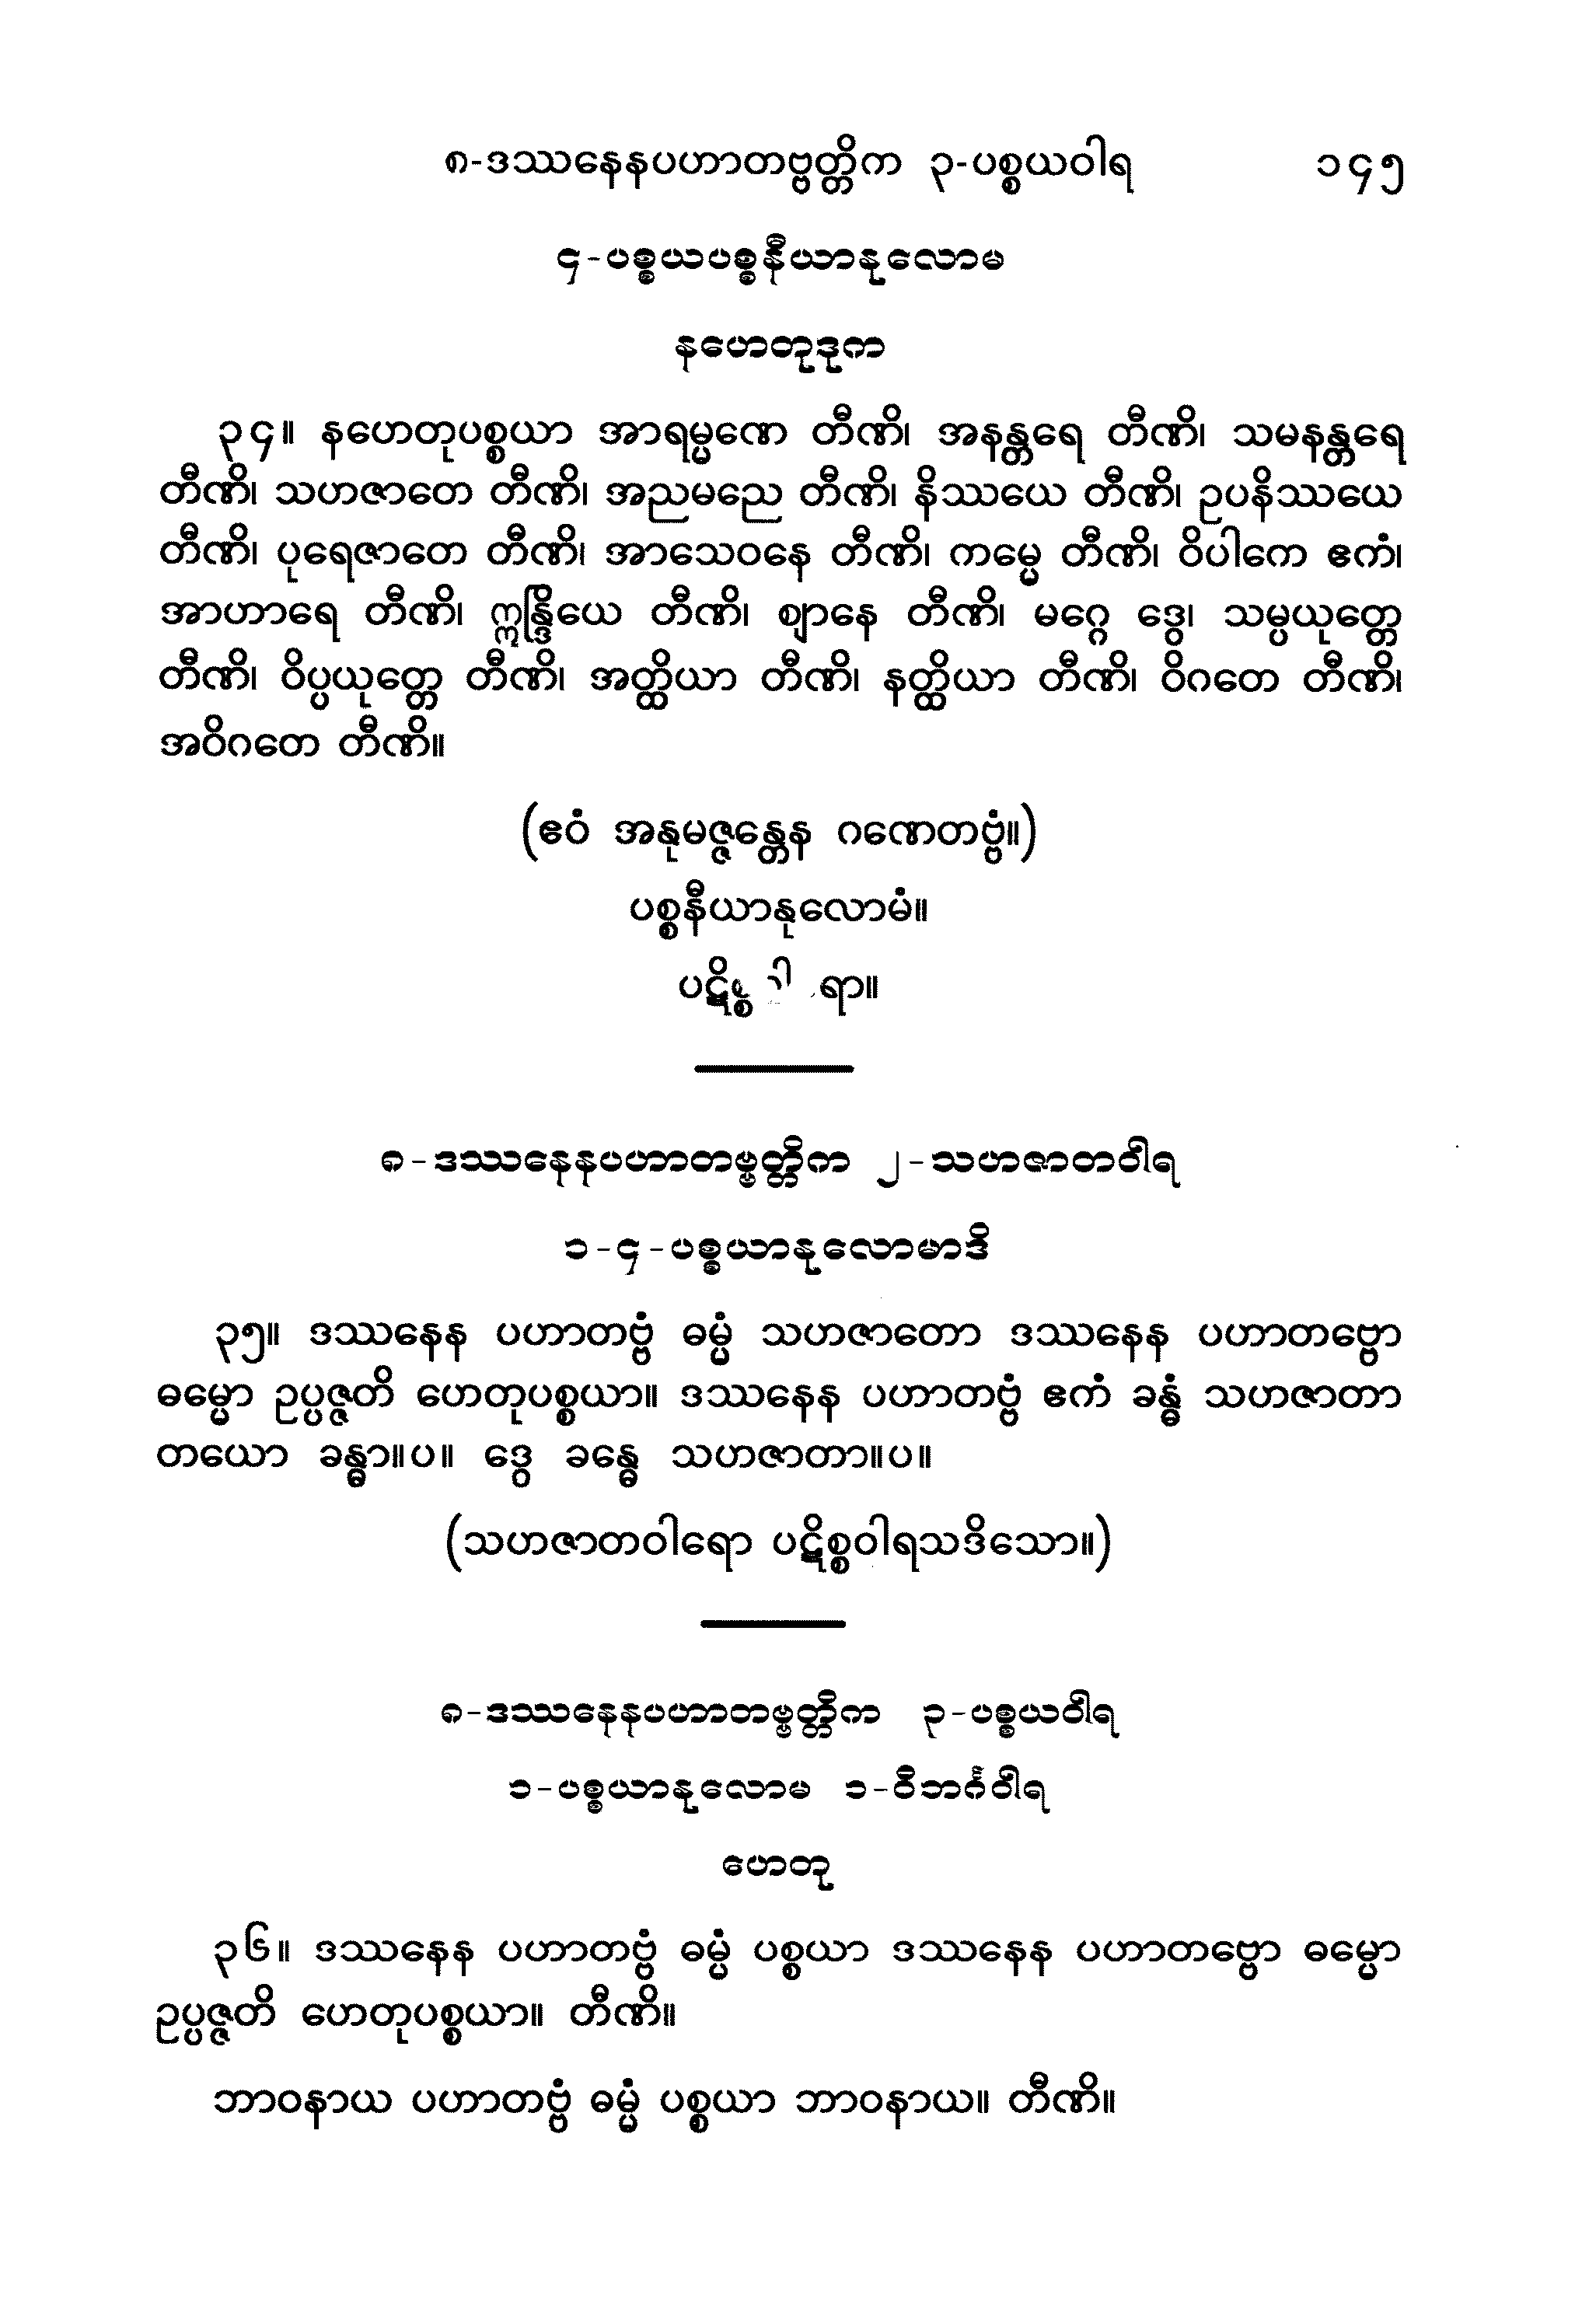 ၈-ဒဿနေနပဟာတဗ္ဗတ္တိက ၃-ပစ္စယဝါရ ၁၄၅
၄-ပစ္စယပစ္စနီယာနုလောမ
နဟေတုဒုက
၃၄။ နဟေတုပစ္စယာ အာရမ္မဏေ တီဏိ၊ အနန္တရေ တီဏိ၊ သမနန္တရေ
တီဏိ၊ သဟဇာတေ တီဏိ၊ အညမညေ တီဏိ၊ နိဿယေ တီဏိ၊ ဥပနိဿယေ
တီဏိ၊ ပုရေဇာတေ တီဏိ၊ အာသေဝနေ တီဏိ၊ ကမ္မေ တီဏိ၊ ဝိပါကေ ဧကံ၊
အာဟာရေ တီဏိ၊ ဣန္ဒြိယေ တီဏိ၊ ဈာနေ တီဏိ၊ မဂ္ဂေ ဒွေ၊ သမ္ပယုတ္တေ
တီဏိ၊ ဝိပ္ပယုတ္တေ တီဏိ၊ အတ္ထိယာ တီဏိ၊ နတ္ထိယာ တီဏိ၊ ဝိဂတေ တီဏိ၊
အဝိဂတေ တီဏိ။
(ဧဝံ အနုမဇ္ဇန္တေန ဂဏေတဗ္ဗံ။)
ပစ္စနီယာနုလောမံ။
၈-ဒဿနေနပဟာတဗ္ဗတ္တိက ၂-သဟဇာတဝါရ
၁-၄-ပစ္စယာနုလောမာဒိ
၃၅။ ဒဿနေန ပဟာတဗ္ဗံ ဓမ္မံ သဟဇာတော ဒဿနေန ပဟာတဗ္ဗော
ဓမ္မော ဥပ္ပဇ္ဇတိ ဟေတုပစ္စယာ။ ဒဿနေန ပဟာတဗ္ဗံ ဧကံ ခန္ဓံ သဟဇာတာ
တယော ခန္ဓာ။ပ။ ဒွေ ခန္ဓေ သဟဇာတာ။ပ။
(သဟဇာတဝါရော ပဋိစ္စဝါရသဒိသော။)
၈-ဒဿနေနပဟာတဗ္ဗတ္တိက ၃-ပစ္စယဝါရ
၁-ပစ္စယာနုလောမ ၁-ဝိဘင်္ဂဝါရ
ဟေတု
၃၆။ ဒဿနေန ပဟာတဗ္ဗံ ဓမ္မံ ပစ္စယာ ဒဿနေန ပဟာတဗ္ဗော ဓမ္မော
ဥပ္ပဇ္ဇတိ ဟေတုပစ္စယာ။ တီဏိ။
ဘာဝနာယ ပဟာတဗ္ဗံ ဓမ္မံ ပစ္စယာ ဘာဝနာယ။ တီဏိ။